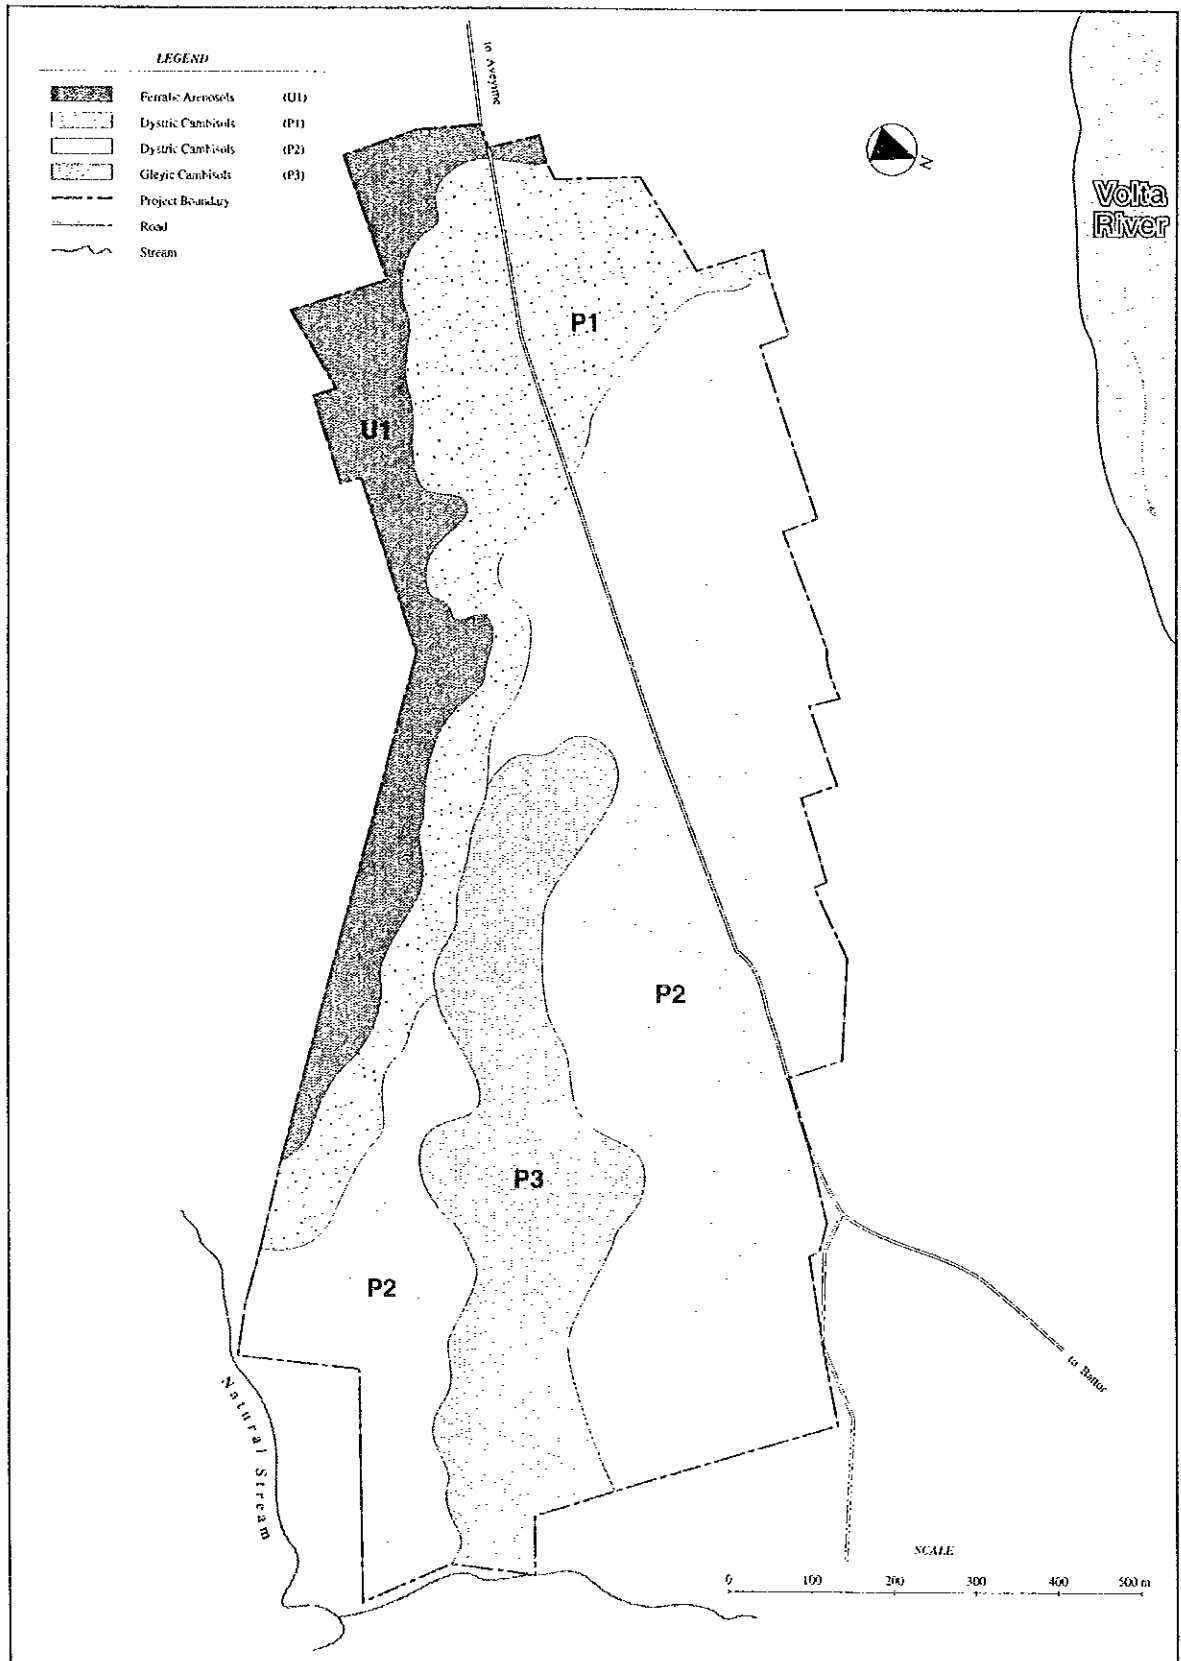 LEGEND
Ferralic Arenosols (U1)
Dystric Cambisols (P1)
Dystric Cambisols (P2)
Gleyic Cambisols (P3)
Project Boundary
Road
Stream
to Aveyime
N
Volta
River
P1
U1
P2
P3
P2
to Battor
Natural Stream
SCALE
0 100 200 300 400 500 m